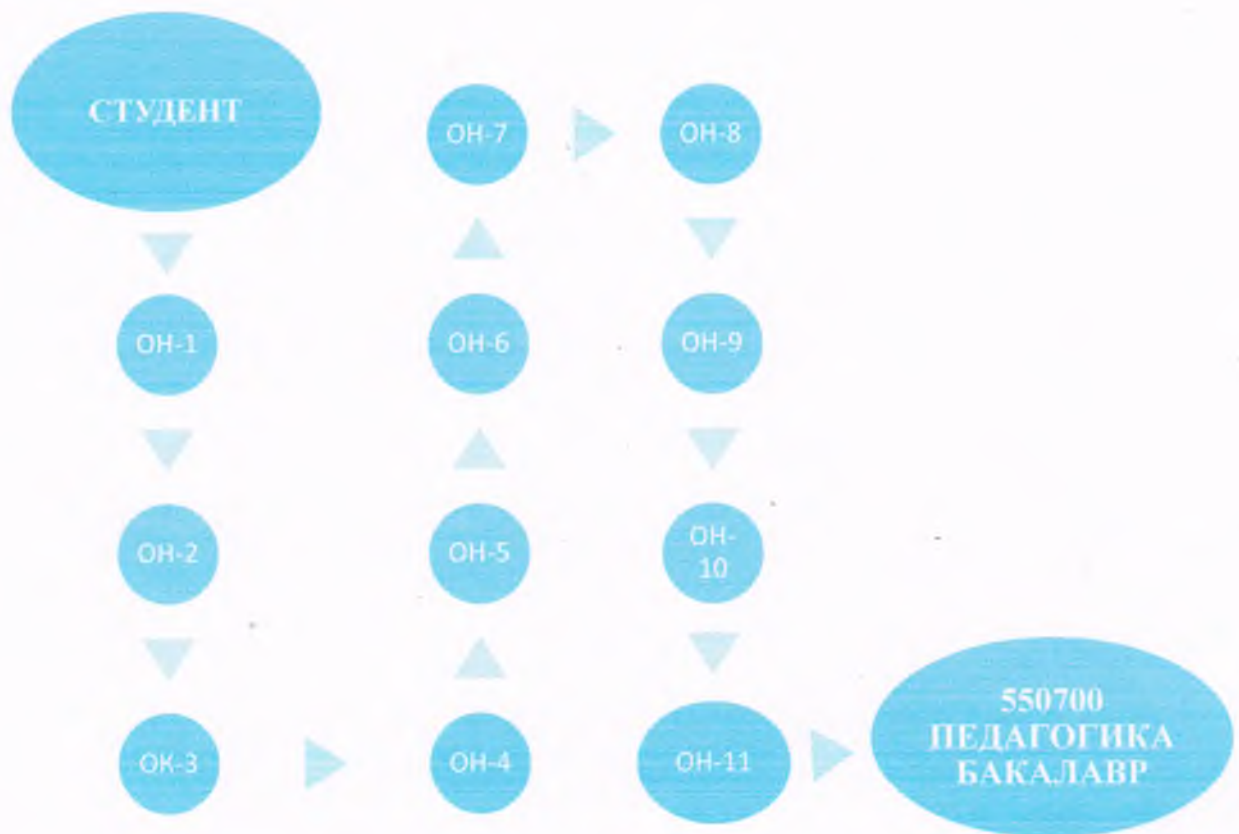 СТУДЕНТ
ОН-1
ОН-2
ОК-3
ОН-4
ОН-5
ОН-6
ОН-7
ОН-8
ОН-9
ОН-
10
ОН-11
550700
ПЕДАГОГИКА
БАКАЛАВР